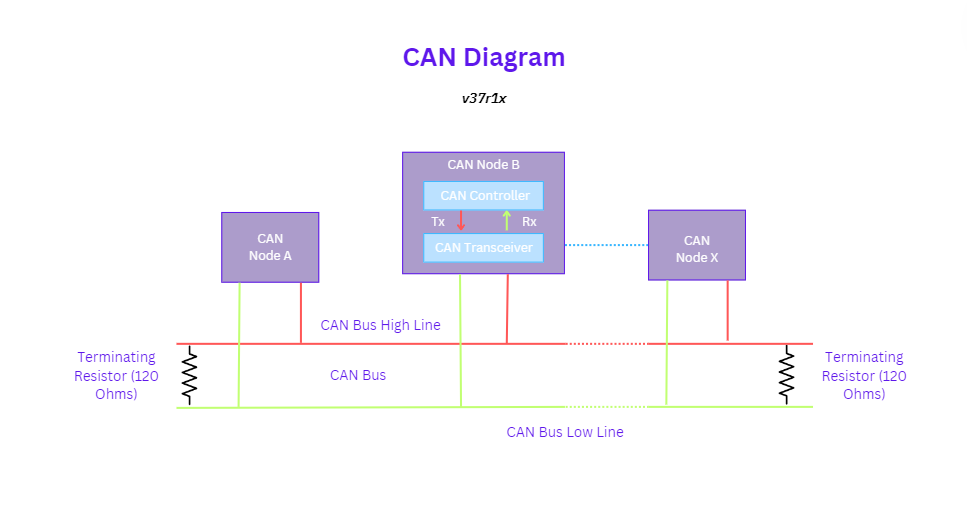 CAN Diagram
v37r1x
CAN Node B
CAN Controller
Tx
Rx
CAN Transceiver
CAN
Node A
CAN
Node X
CAN Bus High Line
Terminating
Resistor (120
Ohms)
CAN Bus
Terminating
Resistor (120
Ohms)
CAN Bus Low Line